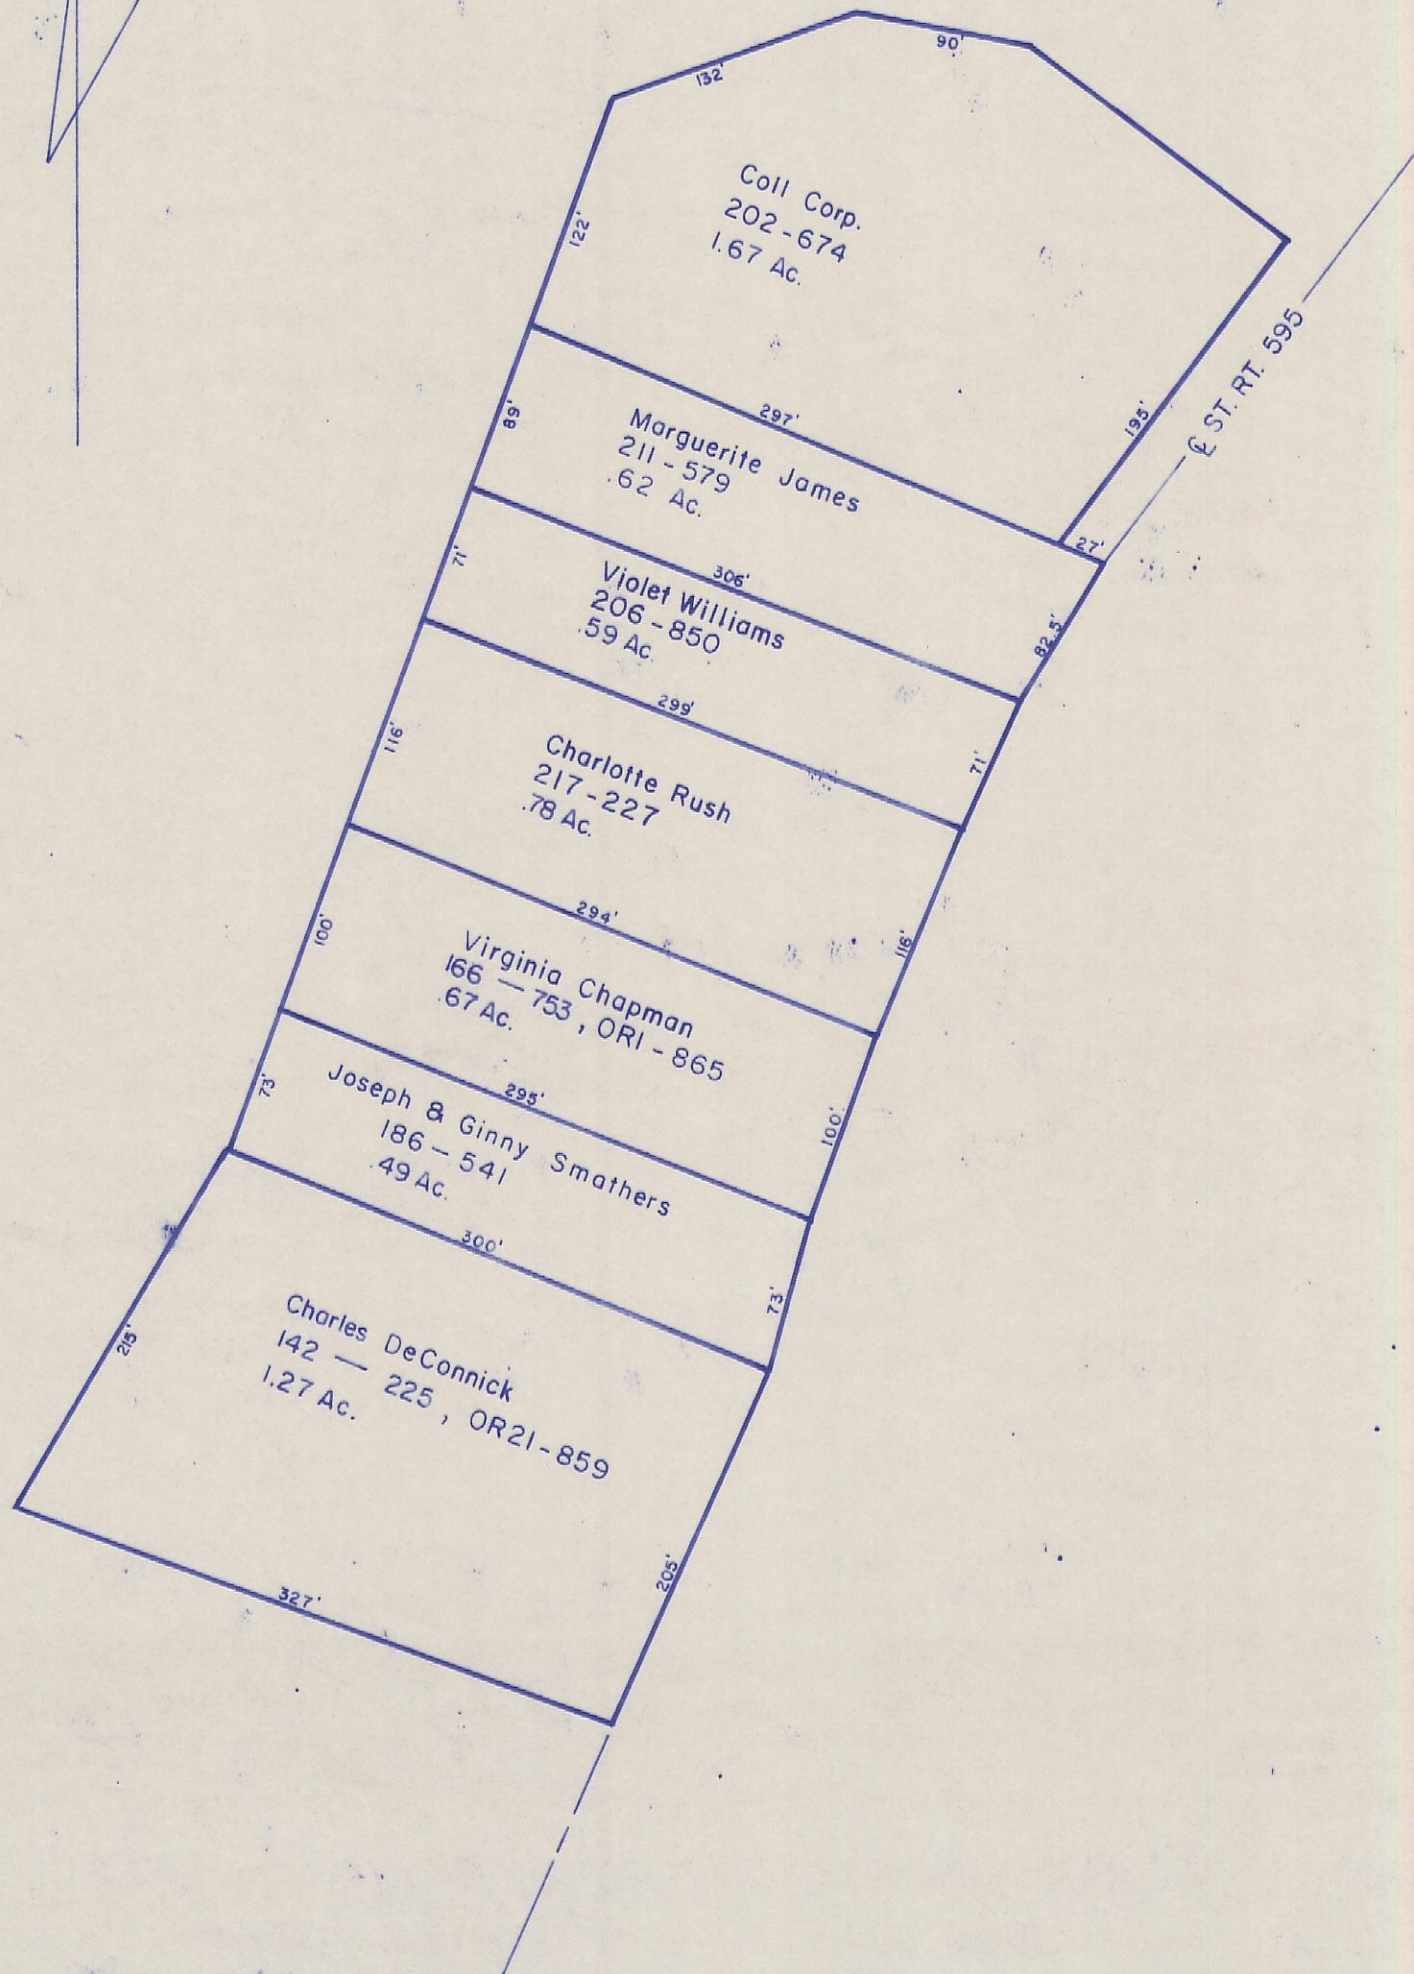 132'
90'
Coll Corp.
202-674
1.67 Ac.
122'
195'
℄ ST. RT. 595
297'
27'
89'
Marguerite James
211-579
.62 Ac.
82.5'
306'
71'
Violet Williams
206-850
.59 Ac.
71'
299'
116'
Charlotte Rush
217-227
.78 Ac.
116'
294'
100'
Virginia Chapman
166 — 753, OR1 - 865
.67 Ac.
100'
295'
73'
Joseph & Ginny Smathers
186 — 541
.49 Ac.
73'
300'
215'
Charles DeConnick
142 — 225, OR21-859
1.27 Ac.
205'
327'